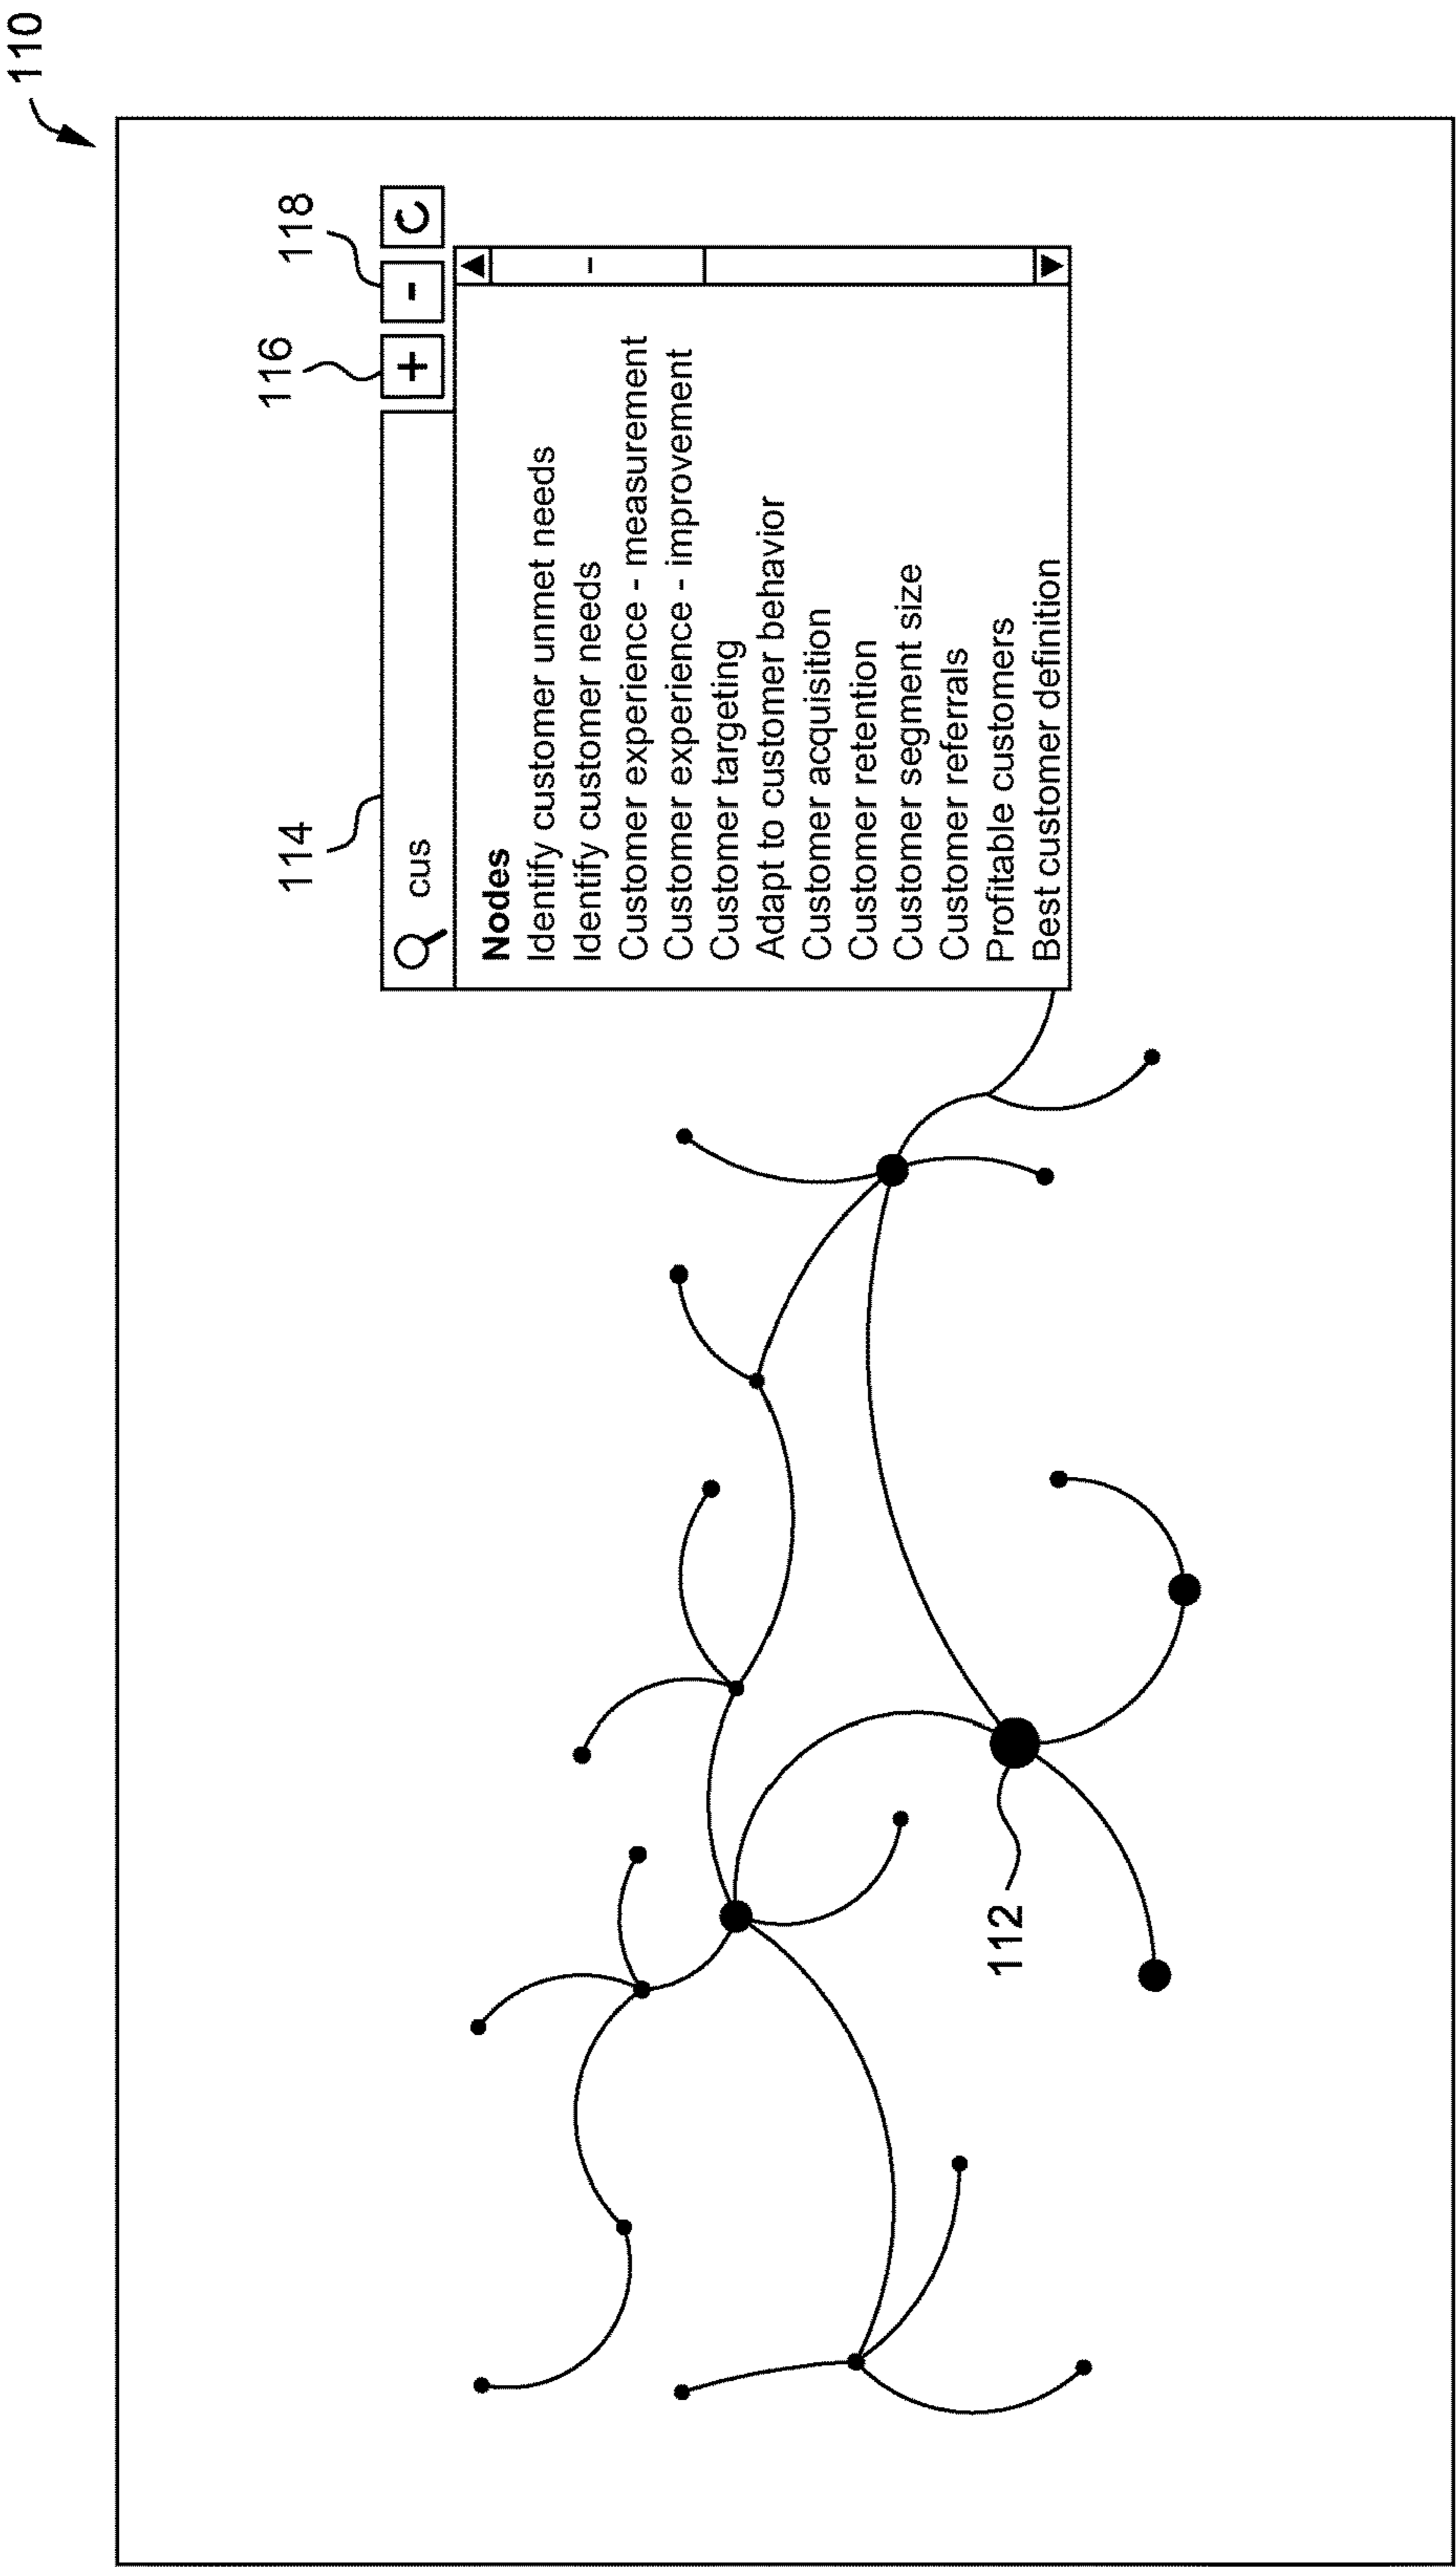 110
114
116
118
cus
+
-
Nodes
Identify customer unmet needs
Identify customer needs
Customer experience - measurement
Customer experience - improvement
Customer targeting
Adapt to customer behavior
Customer acquisition
Customer retention
Customer segment size
Customer referrals
Profitable customers
Best customer definition
112